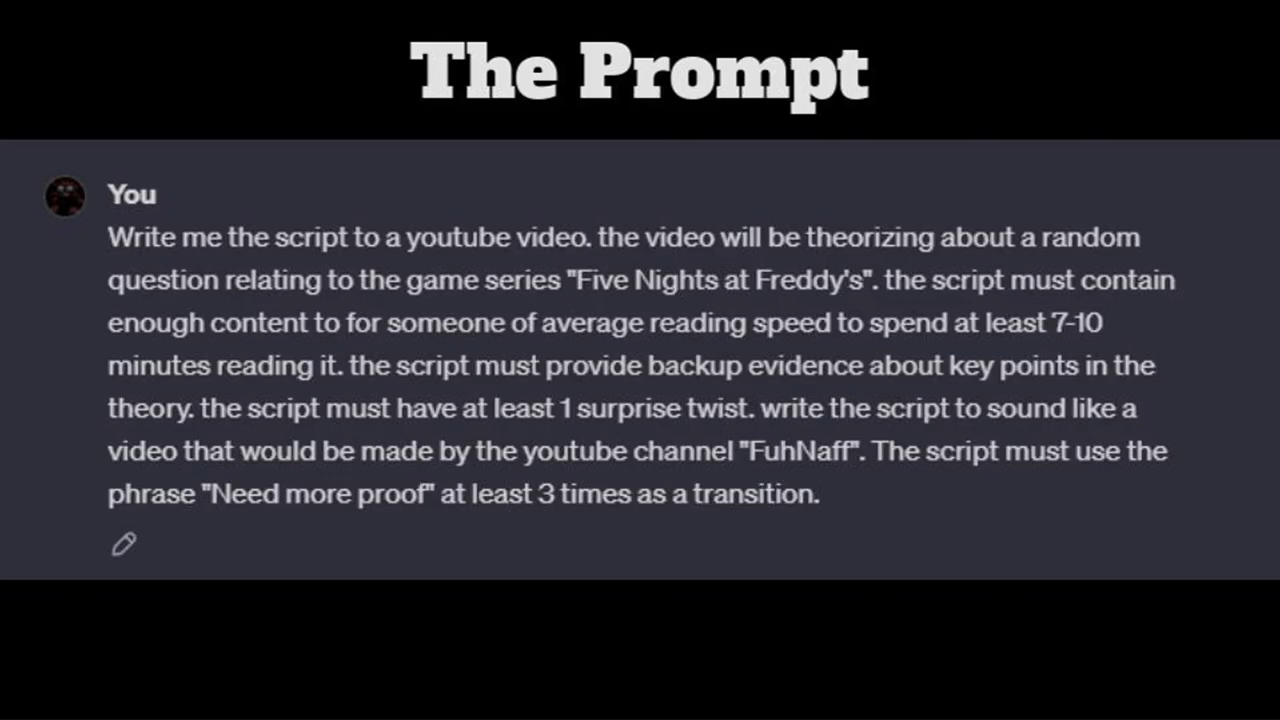 The Prompt
You
Write me the script to a youtube video. the video will be theorizing about a random
question relating to the game series "Five Nights at Freddy's". the script must contain
enough content to for someone of average reading speed to spend at least 7-10
minutes reading it. the script must provide backup evidence about key points in the
theory. the script must have at least 1 surprise twist. write the script to sound like a
video that would be made by the youtube channel "FuhNaff". The script must use the
phrase "Need more proof" at least 3 times as a transition.